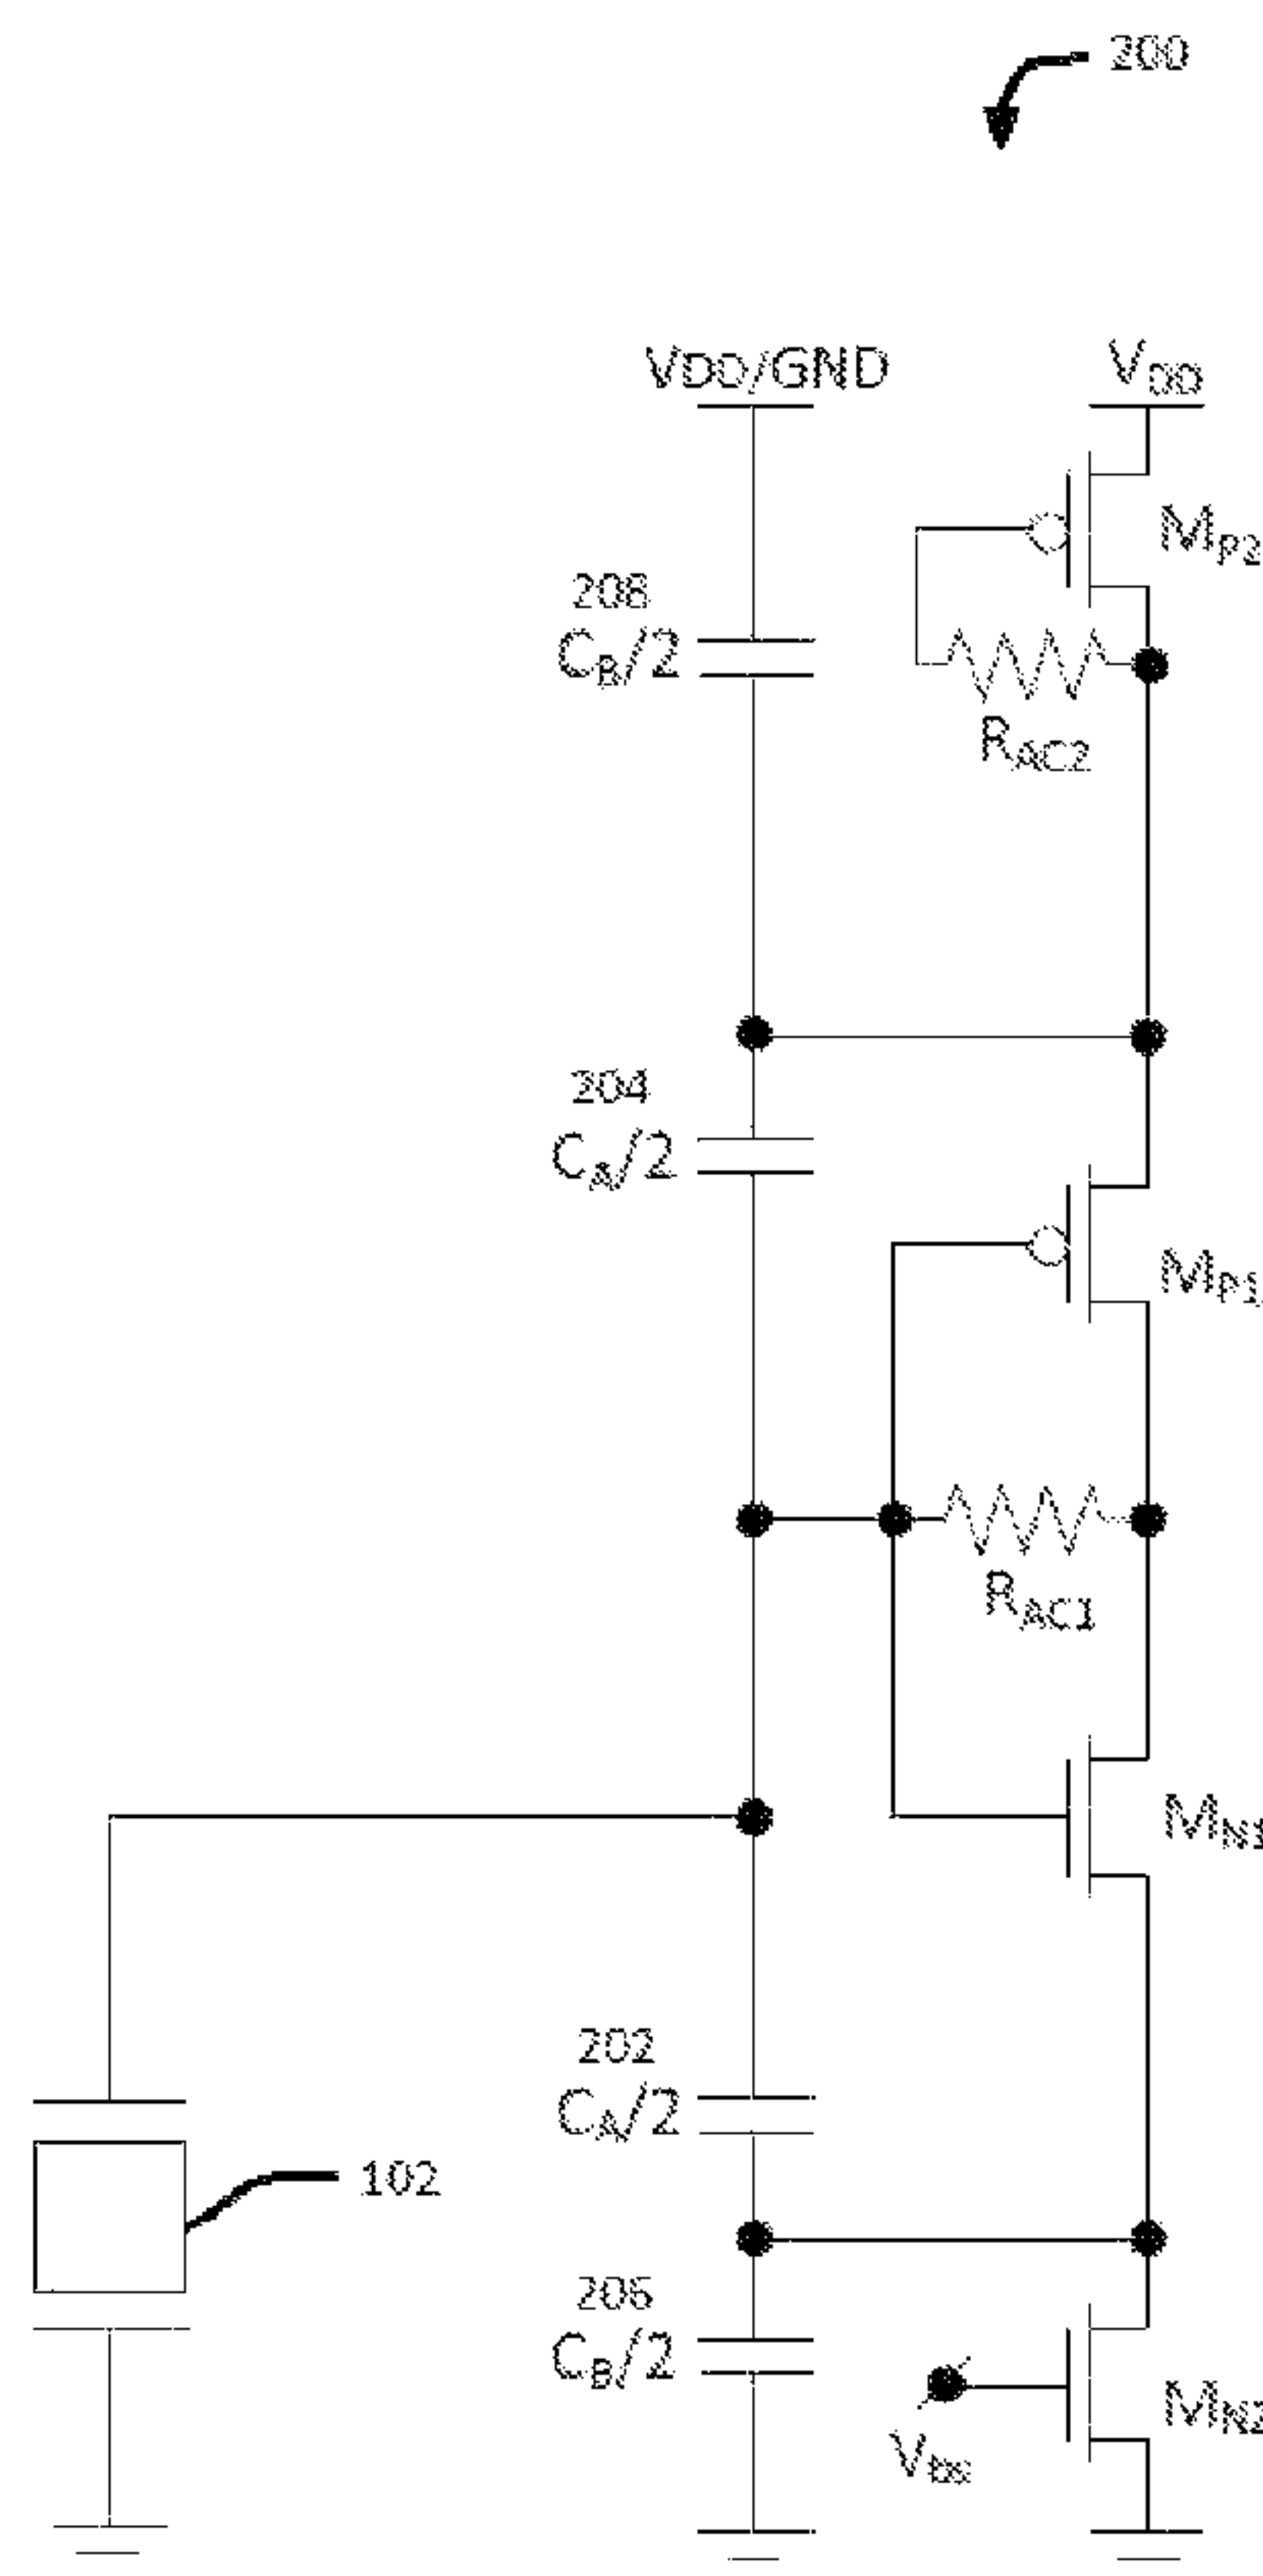 200
VDD/GND
VDD
MP2
208
CB/2
RAC2
204
CA/2
MP1
RAC1
MN1
202
CA/2
102
206
CB/2
MN2
Vbs